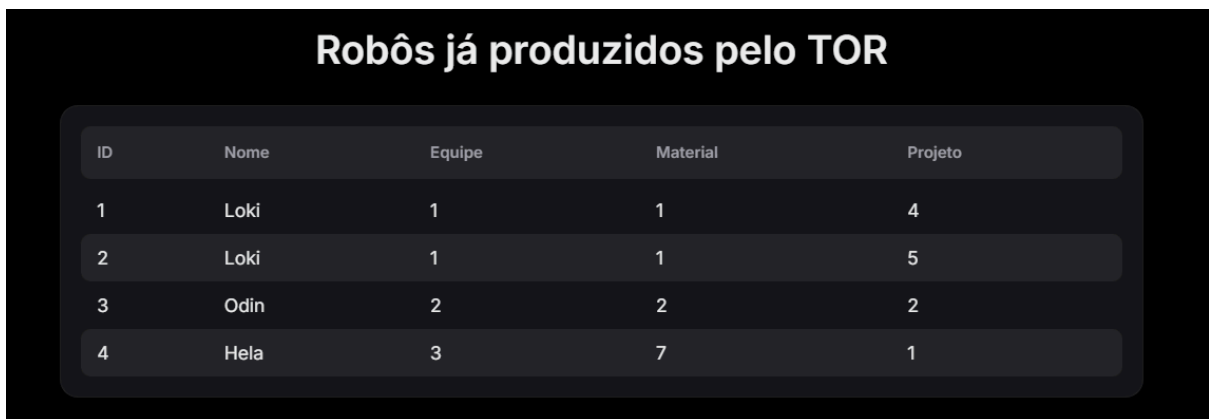 Robôs já produzidos pelo TOR
ID Nome Equipe Material Projeto
1 Loki 1 1 4
2 Loki 1 1 5
3 Odin 2 2 2
4 Hela 3 7 1